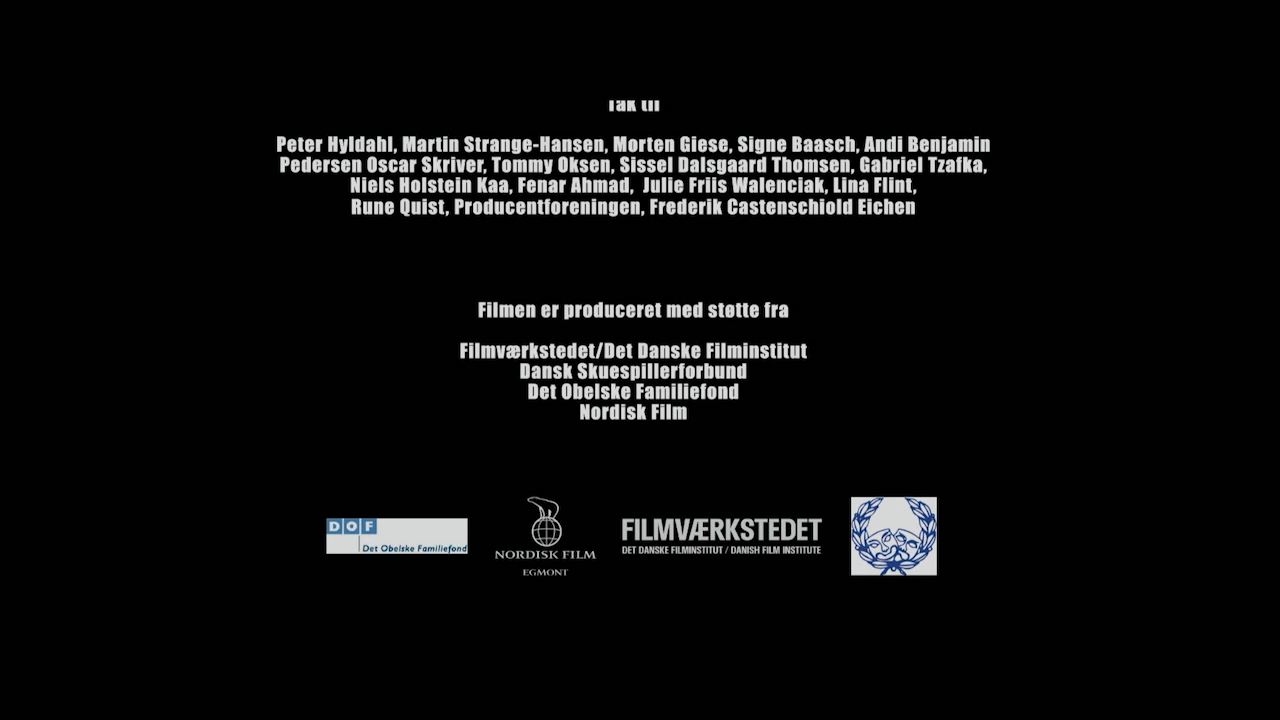 Tak til
Peter Hyldahl, Martin Strange-Hansen, Morten Giese, Signe Baasch, Andi Benjamin
Pedersen Oscar Skriver, Tommy Oksen, Sissel Dalsgaard Thomsen, Gabriel Tzafka,
Niels Holstein Kaa, Fenar Ahmad, Julie Friis Walenciak, Lina Flint,
Rune Quist, Producentforeningen, Frederik Castenschiold Eichen
Filmen er produceret med støtte fra
Filmværkstedet/Det Danske Filminstitut
Dansk Skuespillerforbund
Det Obelske Familiefond
Nordisk Film
DOF
Det Obelske Familiefond
NORDISK FILM
EGMONT
FILMVÆRKSTEDET
DET DANSKE FILMINSTITUT / DANISH FILM INSTITUTE